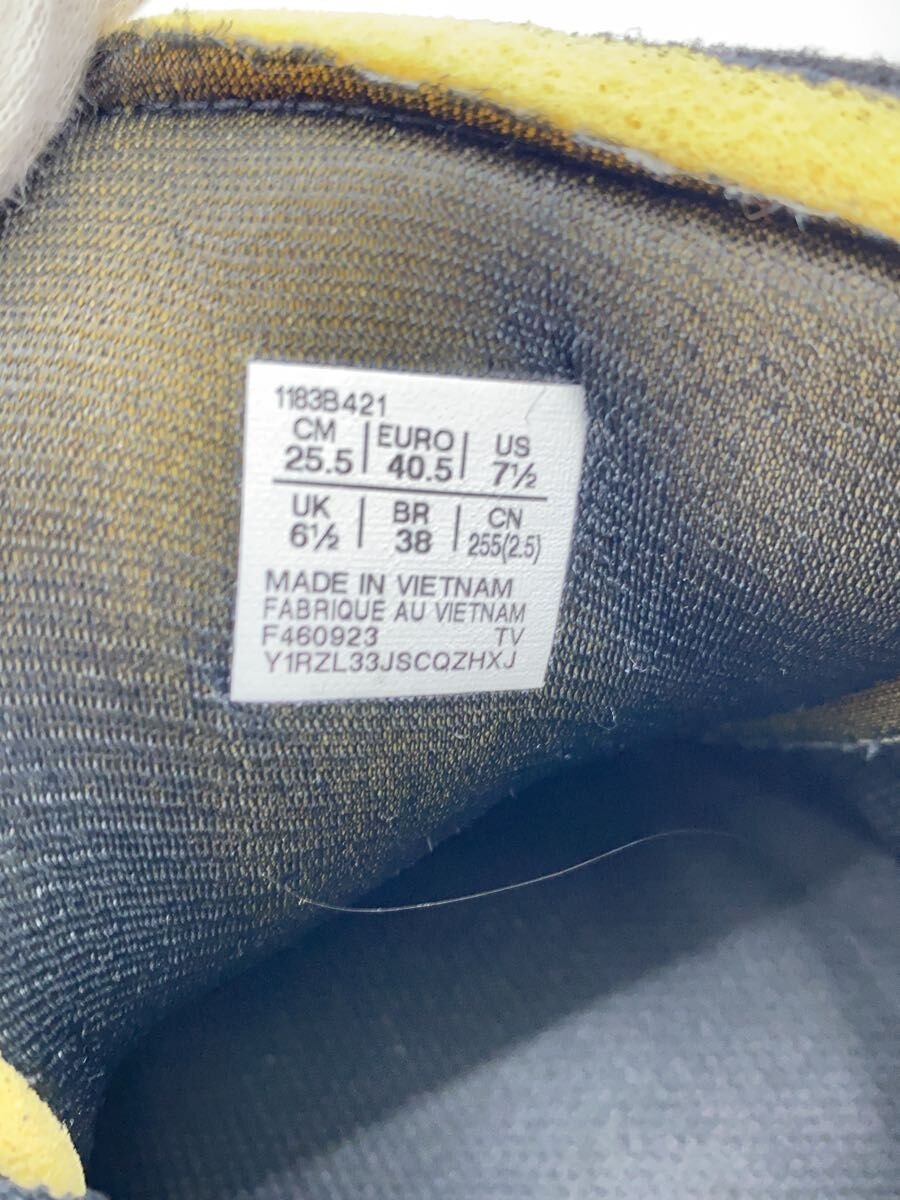 1183B421
CM | EURO | US
25.5 | 40.5 | 7½
UK | BR | CN
6½ | 38 | 255(2.5)
MADE IN VIETNAM
FABRIQUE AU VIETNAM
F460923 TV
Y1RZL33JSCQZHXJ